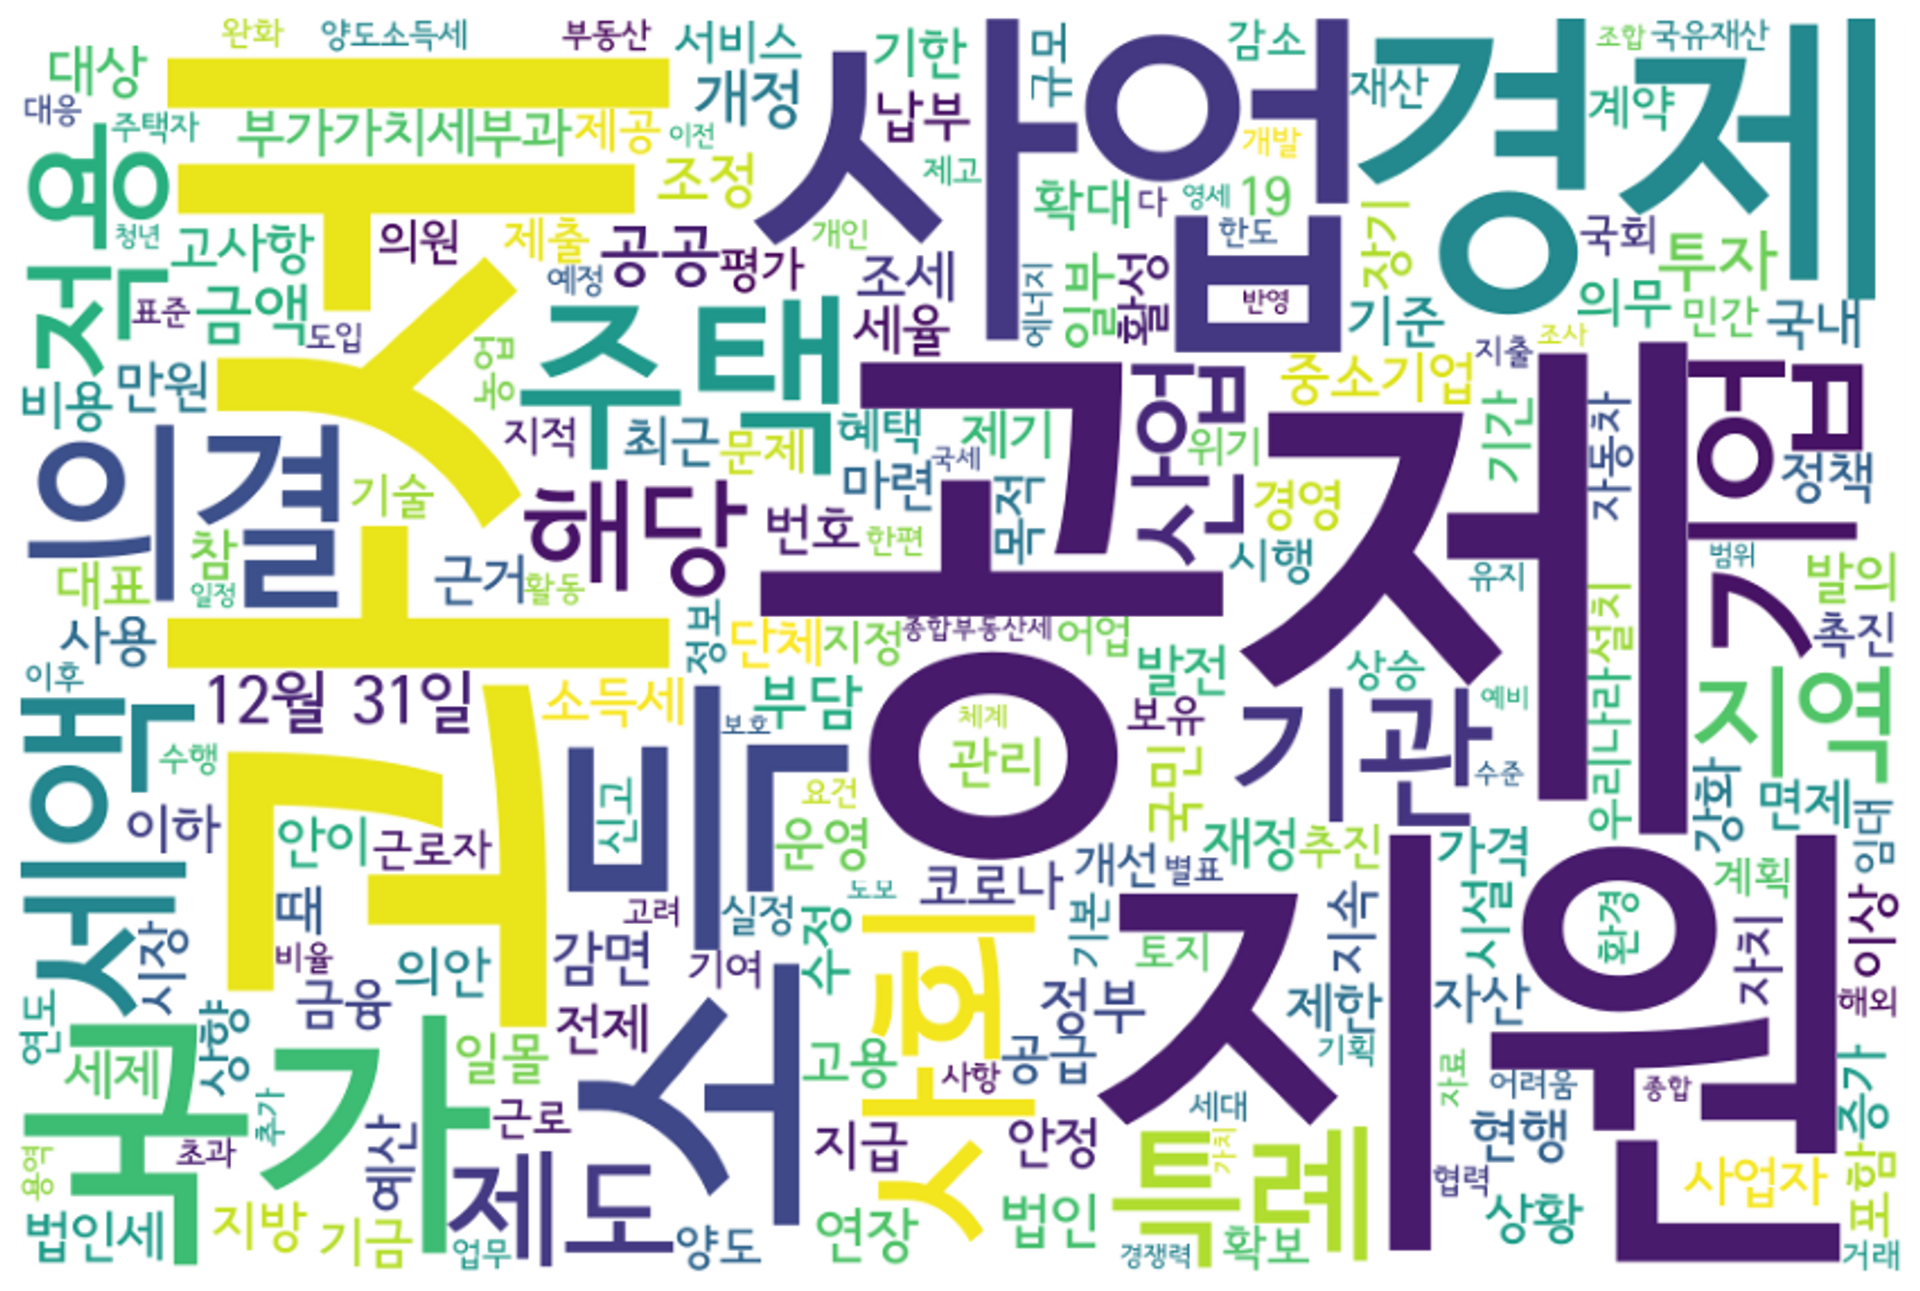 완화 양도소득세 부동산 서비스 기한 규모 감소 조합 국유재산
대상 개정 재산 계약
대응 주택자 부가가치세부과 제공 이전 납부 사업 개발 경제
적용 조정 제고 확대 다 영세 19
청년 고사항 의원 제출 공공 평가 개인 한도 장기 국회 투자
예정 조세 에너지 일부 활성 반영 의무 민간 국내
표준 금액 도입 세율 기준 조사
비용 만원 조특 농업 주택 중소기업 지출
지적 최근 문제 혜택 제기 산업 위기 기간 자동차 기업
의결 기술 국세 마련 목적 공제 경영 정책
해당 번호 한편 시행 범위
참 대표 일정 근거 활동 유지 발의
사용 정보 단체 지정 종합부동산세 어업 설치 촉진
이후 발전 상승
12월 31일 소득세 부담 보유 기관 예비 지역
세액 수행 근로 보호 체계 관리 국민 수준 우리나라 강화
이하 안이 근로자 소득 신고 요건 운영 재정 추진 가격 면제 임대
때 고려 실정 도모 코로나 개선 별표 계획
시장 비율 의안 감면 기여 수정 사회 기본 토지 지속 시설 지원 환경 자치 이상
연도 금융 정부 제한 자산 해외
상향 전제 기획
세제 국가 일몰 고용 사항 공급 자료 어려움 종합 증가
추가 세대
초과 예산 근로 지급 안정 특례 가치 현행
용역 제도 협력 사업자 포함
법인세 지방 기금 업무 양도 연장 법인 경쟁력 확보 상황 거래